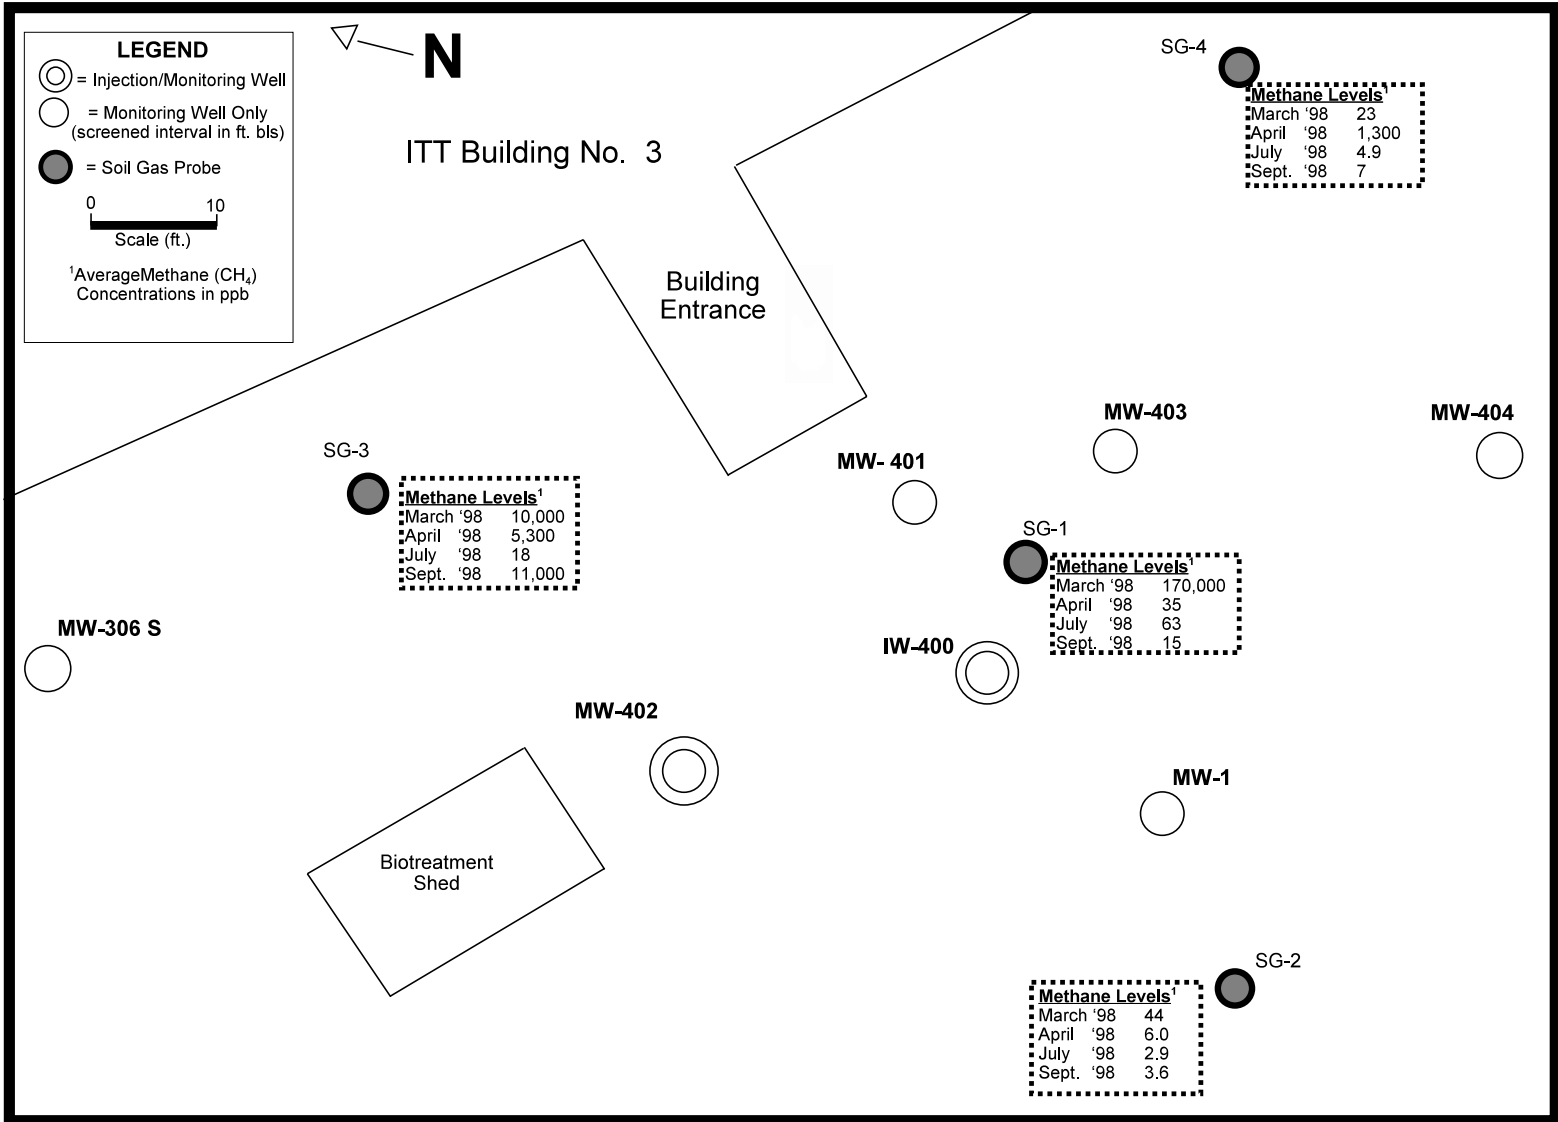 LEGEND
= Injection/Monitoring Well
= Monitoring Well Only
(screened interval in ft. bls)
= Soil Gas Probe
0 10
Scale (ft.)
¹AverageMethane (CH₄)
Concentrations in ppb
N
ITT Building No. 3
Building
Entrance
SG-4
Methane Levels¹
March ‘98 23
April ‘98 1,300
July ‘98 4.9
Sept. ‘98 7
MW-403
MW-404
MW- 401
SG-3
Methane Levels¹
March ‘98 10,000
April ‘98 5,300
July ‘98 18
Sept. ‘98 11,000
SG-1
Methane Levels¹
March ‘98 170,000
April ‘98 35
July ‘98 63
Sept. ‘98 15
MW-306 S
IW-400
MW-402
MW-1
Biotreatment
Shed
SG-2
Methane Levels¹
March ‘98 44
April ‘98 6.0
July ‘98 2.9
Sept. ‘98 3.6